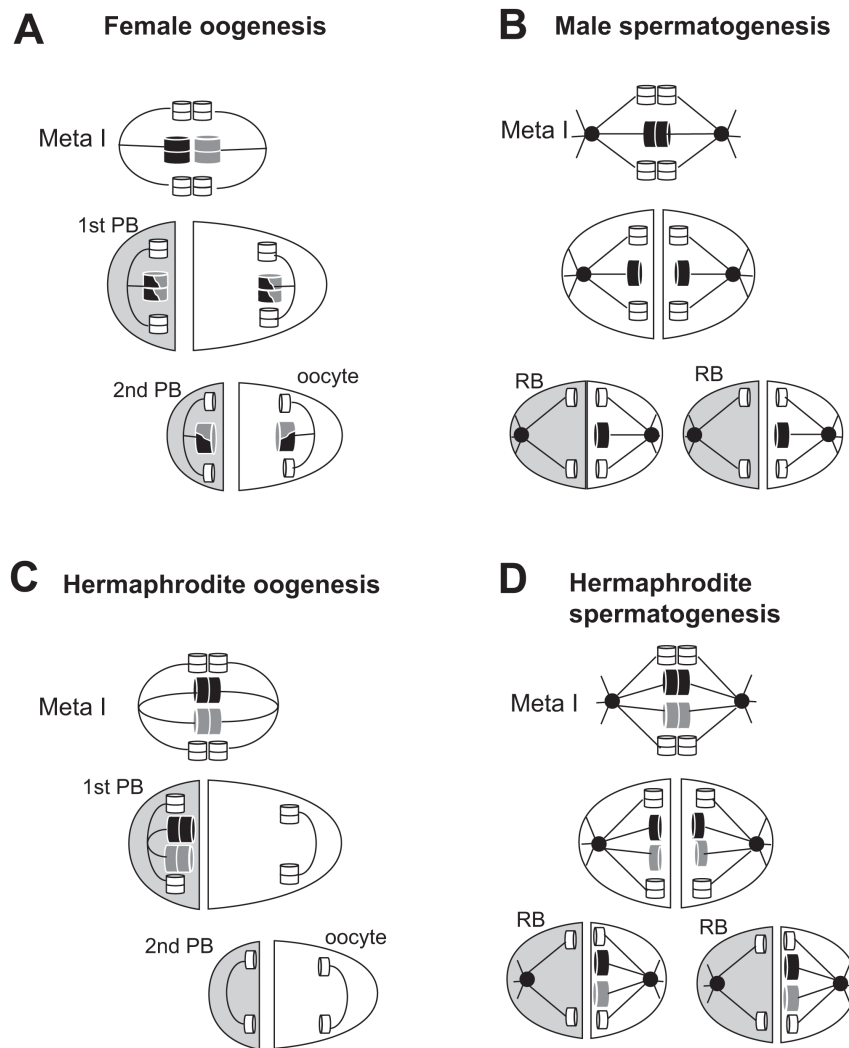 A Female oogenesis
Meta I
1st PB
2nd PB
oocyte
B Male spermatogenesis
Meta I
RB
RB
C Hermaphrodite oogenesis
Meta I
1st PB
2nd PB
oocyte
D Hermaphrodite
spermatogenesis
Meta I
RB
RB